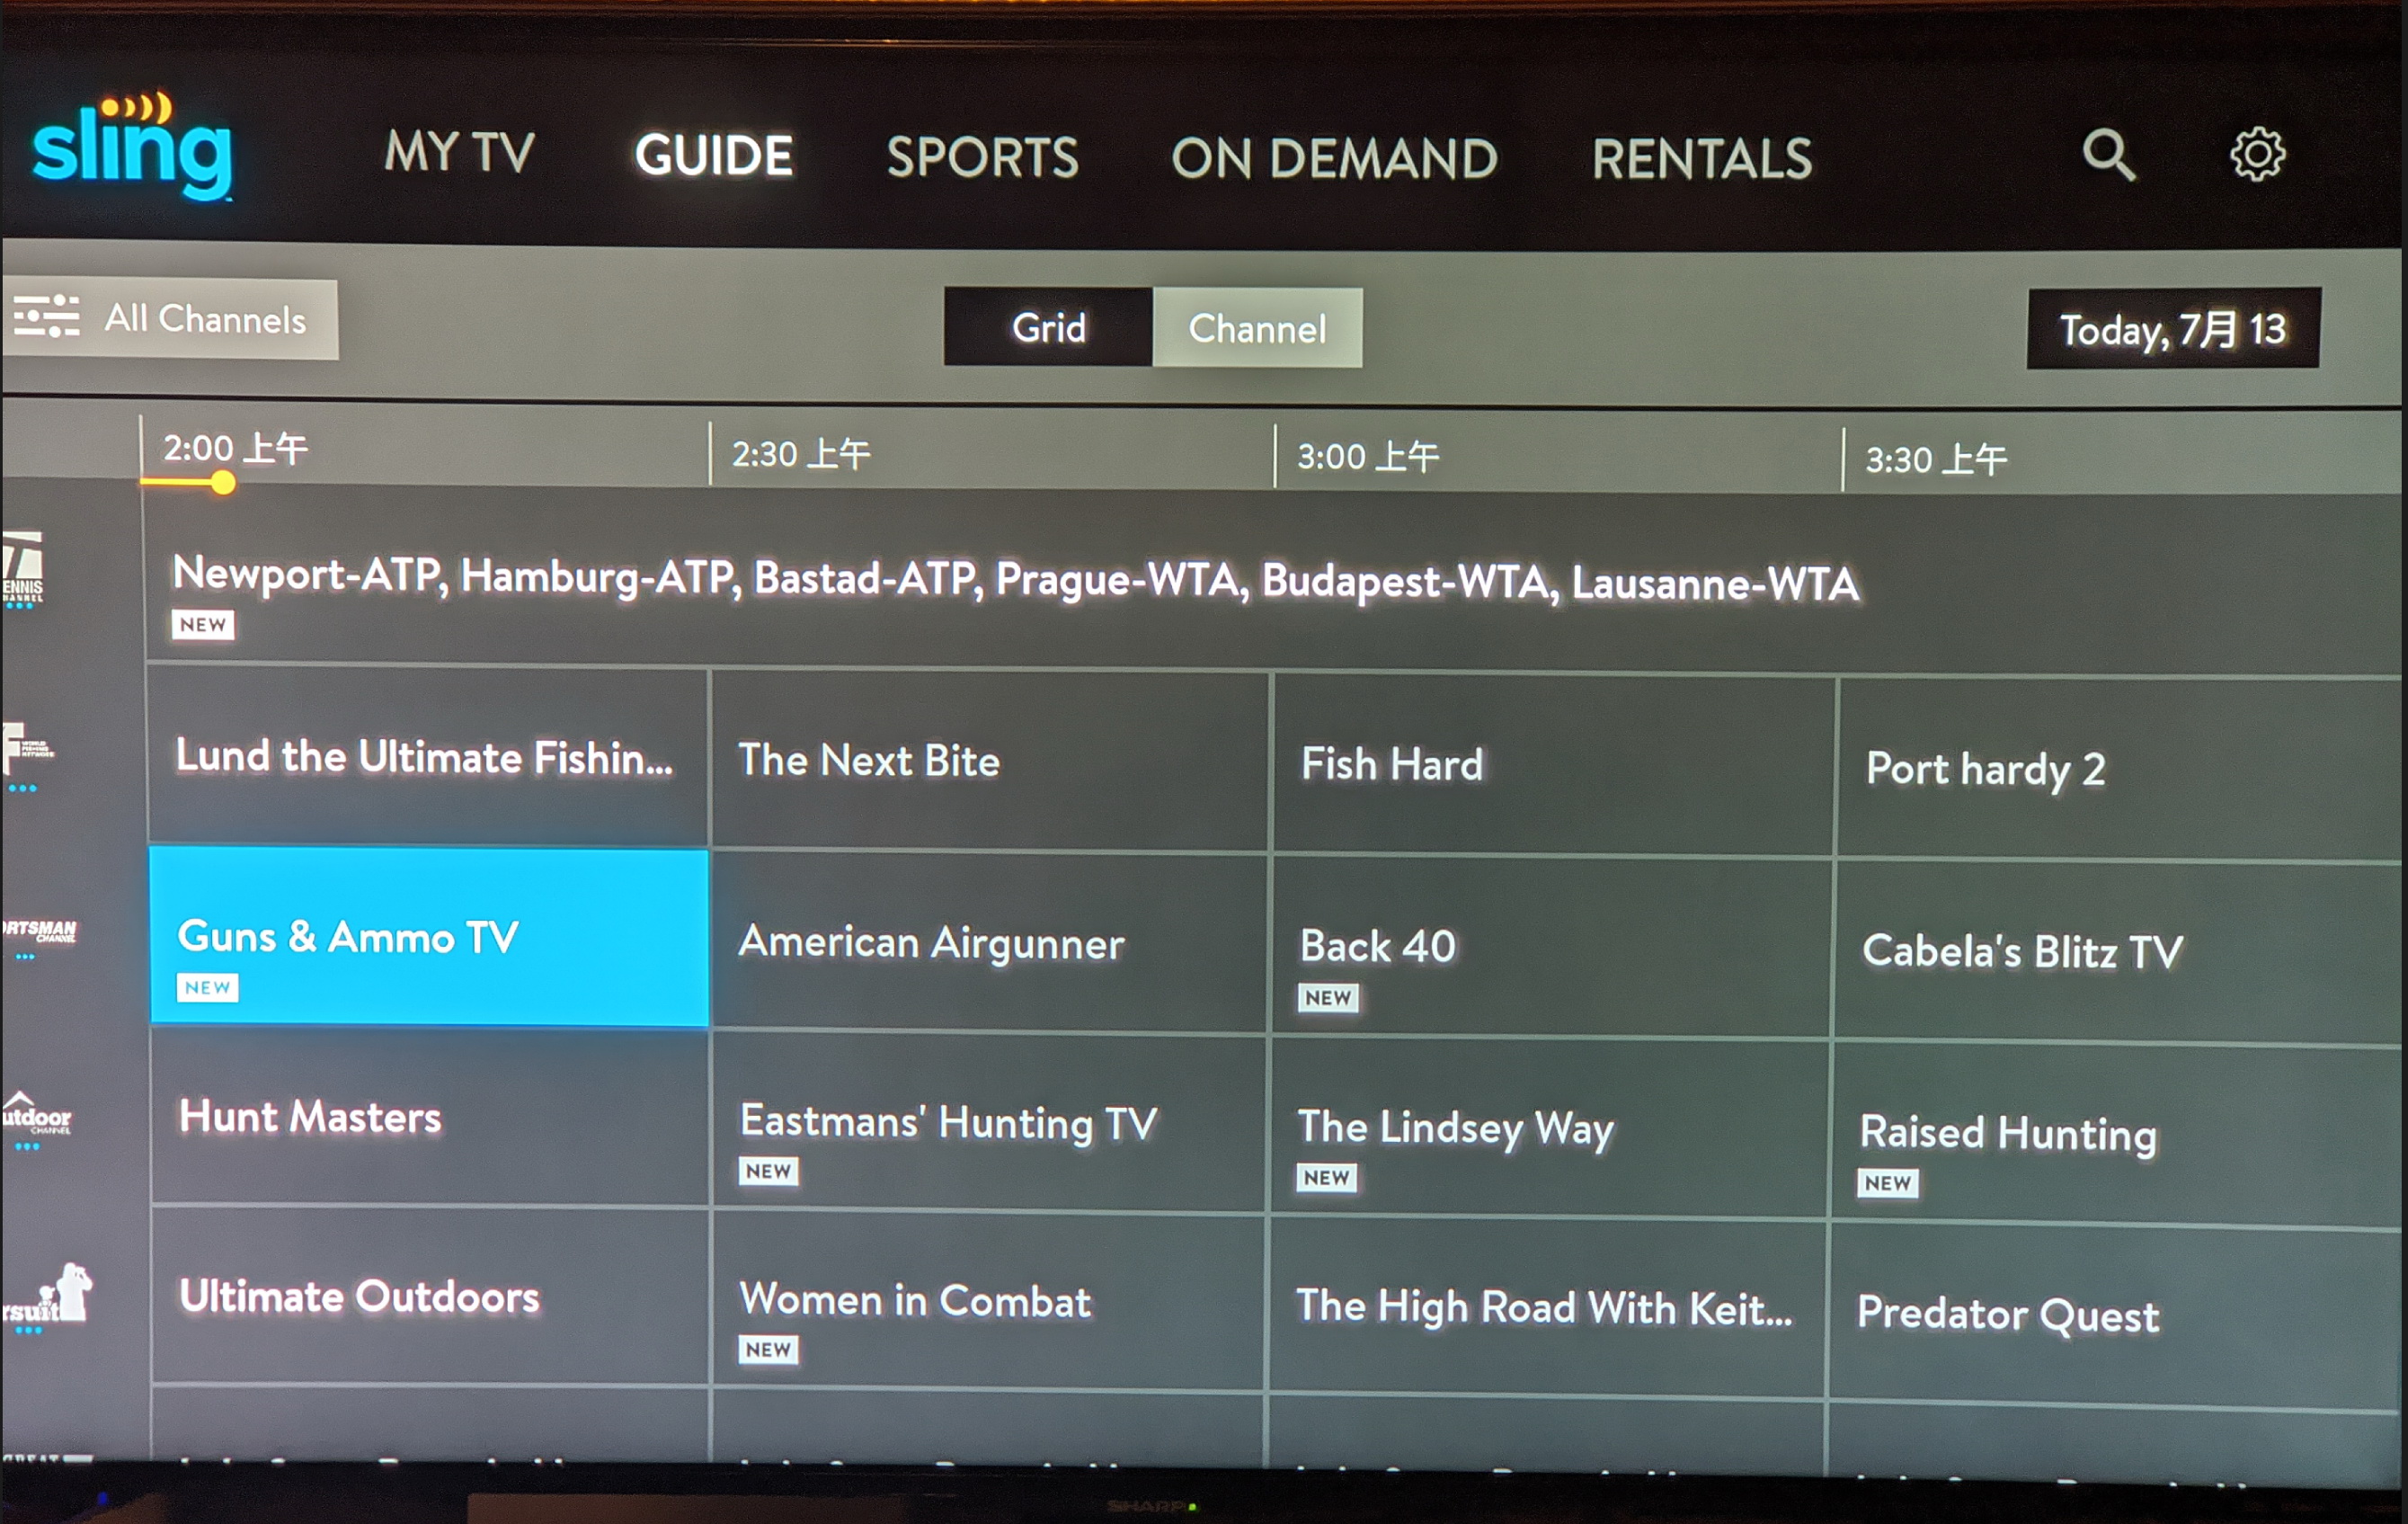 sling
MY TV
GUIDE
SPORTS
ON DEMAND
RENTALS
All Channels
Grid
Channel
Today, 7月 13
2:00 上午
2:30 上午
3:00 上午
3:30 上午
ENNIS
Newport-ATP, Hamburg-ATP, Bastad-ATP, Prague-WTA, Budapest-WTA, Lausanne-WTA
NEW
Lund the Ultimate Fishin...
The Next Bite
Fish Hard
Port hardy 2
ORTSMAN
CHANNEL
Guns & Ammo TV
NEW
American Airgunner
Back 40
NEW
Cabela's Blitz TV
utdoor
CHANNEL
Hunt Masters
Eastmans' Hunting TV
NEW
The Lindsey Way
NEW
Raised Hunting
NEW
rsuit
Ultimate Outdoors
Women in Combat
NEW
The High Road With Keit...
Predator Quest
SHARP